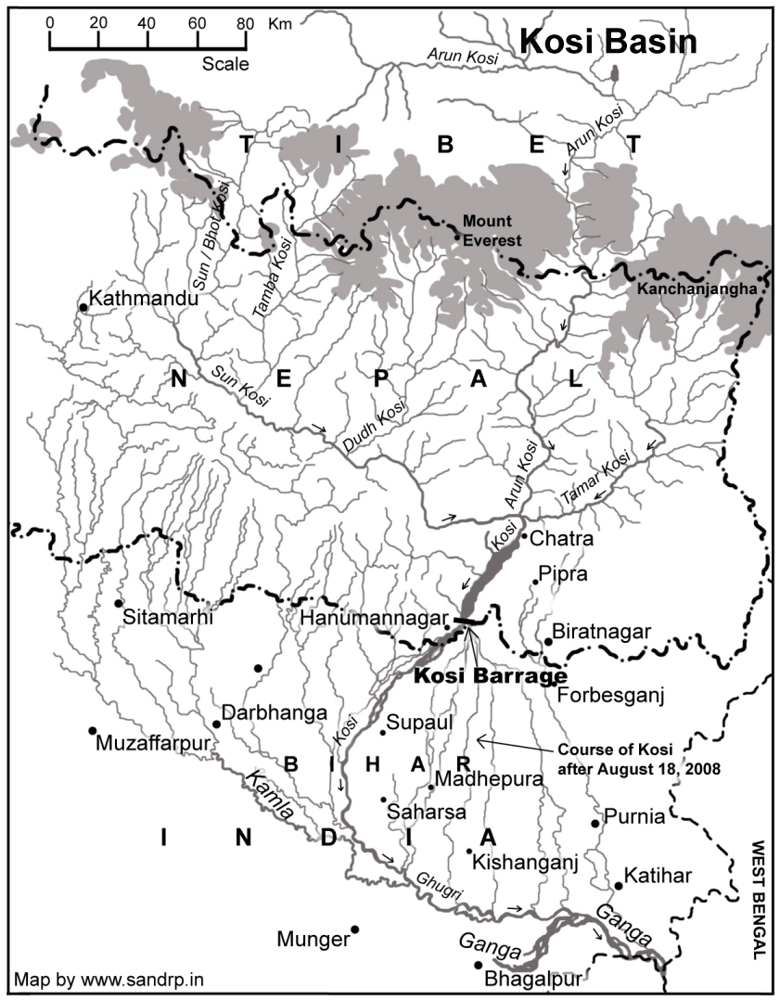 0 20 40 60 80 Km
Scale
Kosi Basin
Arun Kosi
Arun Kosi
T I B E T
Sun / Bhot Kosi
Tamba Kosi
Mount
Everest
Kanchanjangha
Kathmandu
N E P A L
Sun Kosi
Dudh Kosi
Arun Kosi
Tamar Kosi
Kosi
Chatra
Pipra
Sitamarhi
Hanumannagar
Biratnagar
Kosi Barrage
Forbesganj
Darbhanga
Kosi
Supaul
Muzaffarpur
Course of Kosi
after August 18, 2008
B I H A R
Madhepura
Kamla
Saharsa
Purnia
I N D I A
Kishanganj
Katihar
WEST BENGAL
Ghugri
Ganga
Munger
Ganga
Bhagalpur
Map by www.sandrp.in